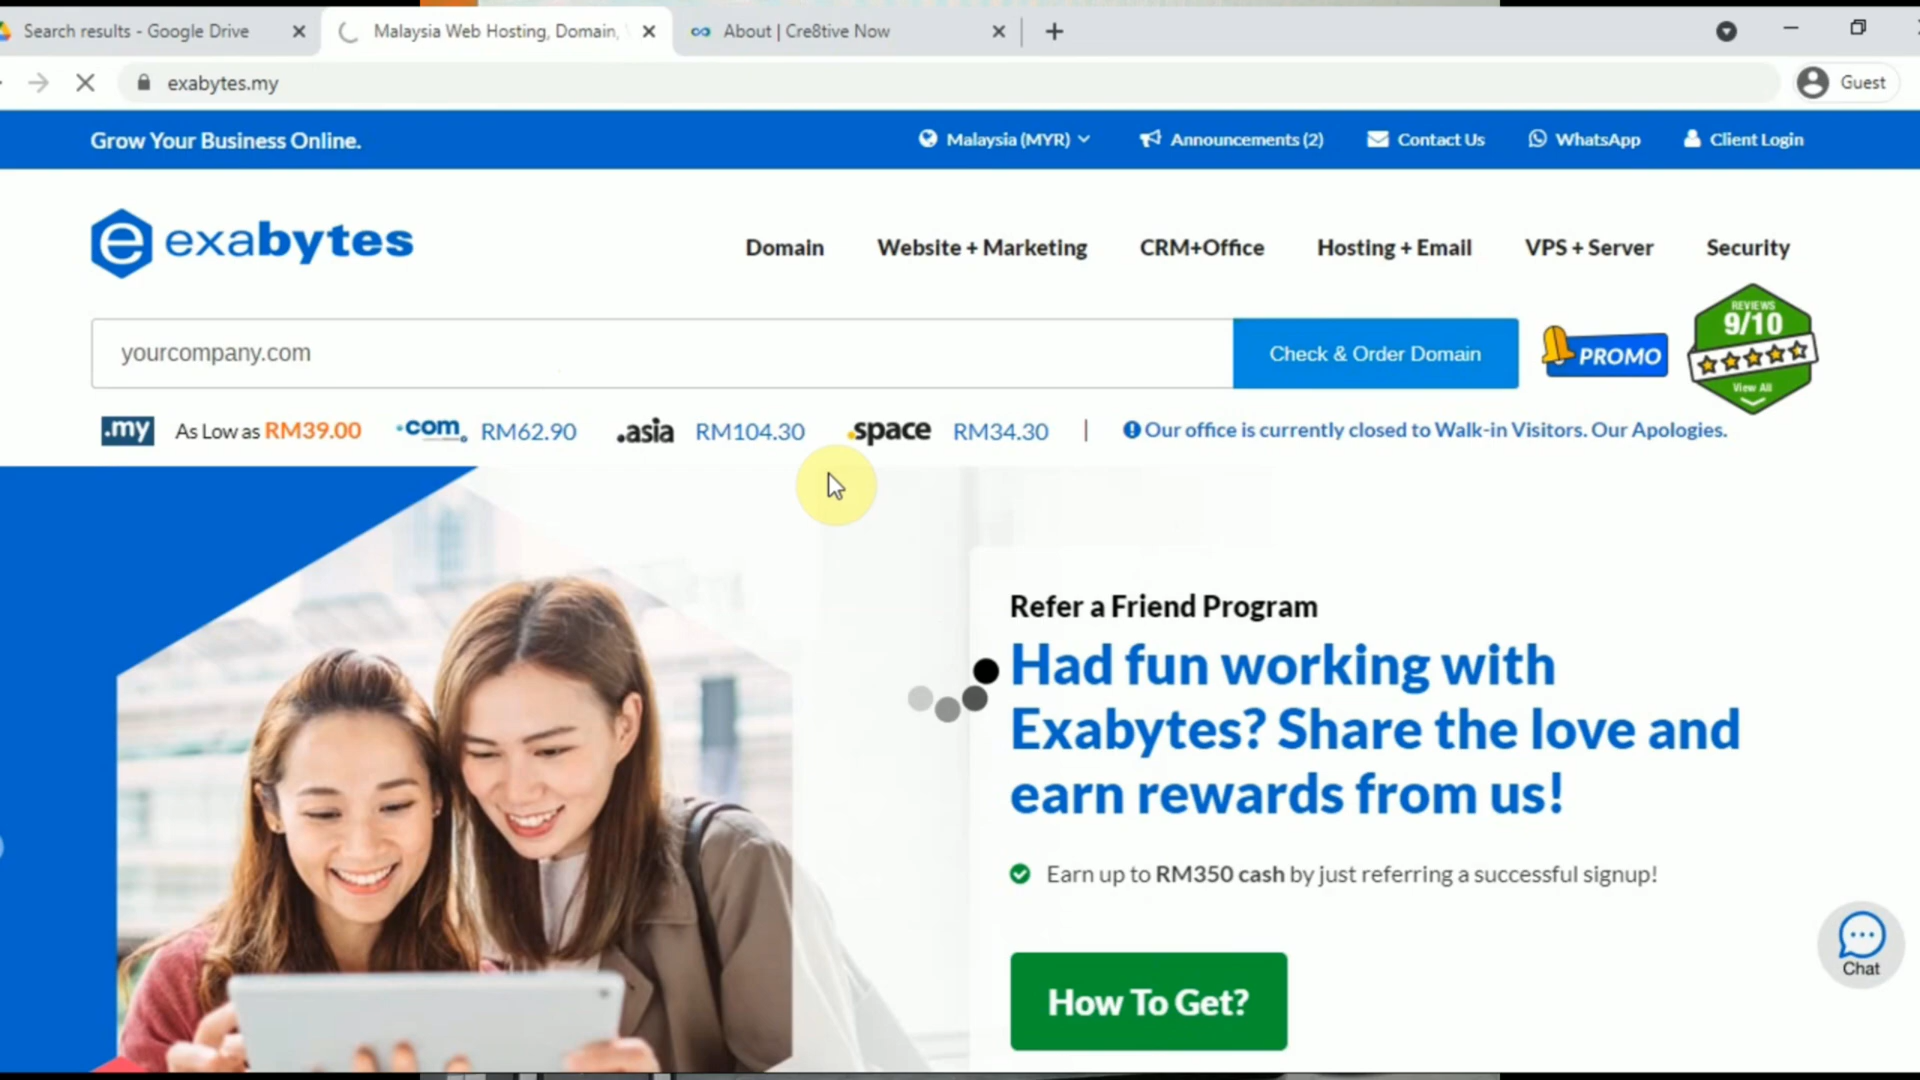 Search results - Google Drive
Malaysia Web Hosting, Domain,
About | Cre8tive Now
exabytes.my
Guest
Grow Your Business Online.
Malaysia (MYR)
Announcements (2)
Contact Us
WhatsApp
Client Login
exabytes
Domain
Website + Marketing
CRM+Office
Hosting + Email
VPS + Server
Security
yourcompany.com
Check & Order Domain
PROMO
REVIEWS
9/10
View All
.my As Low as RM39.00 .com RM62.90 .asia RM104.30 .space RM34.30 | Our office is currently closed to Walk-in Visitors. Our Apologies.
Refer a Friend Program
Had fun working with
Exabytes? Share the love and
earn rewards from us!
Earn up to RM350 cash by just referring a successful signup!
How To Get?
Chat